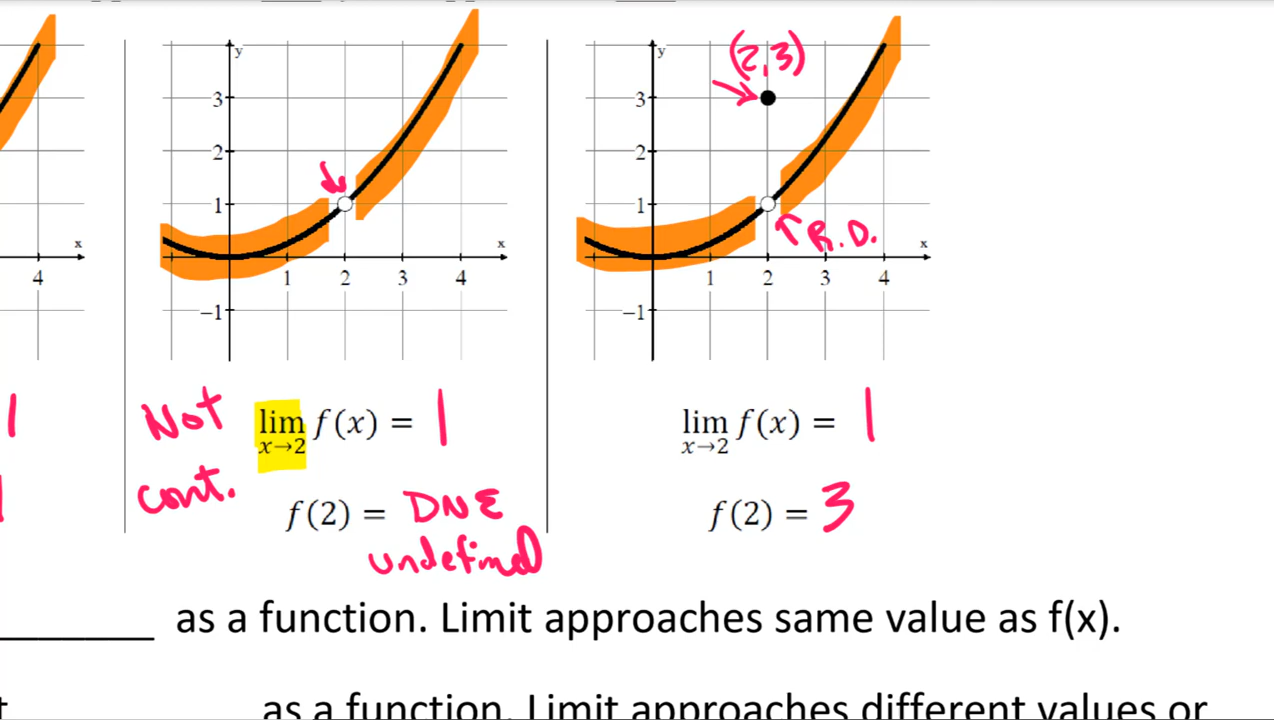 y
3
2
1
x
4
1
2
3
4
−1
(2,3)
y
3
2
1
R.D.
x
1
2
3
4
−1
1
1
Not
cont.
lim f(x) = 1
x→2
f(2) = DNE
undefined
lim f(x) = 1
x→2
f(2) = 3
as a function. Limit approaches same value as f(x).
as a function. Limit approaches different values or